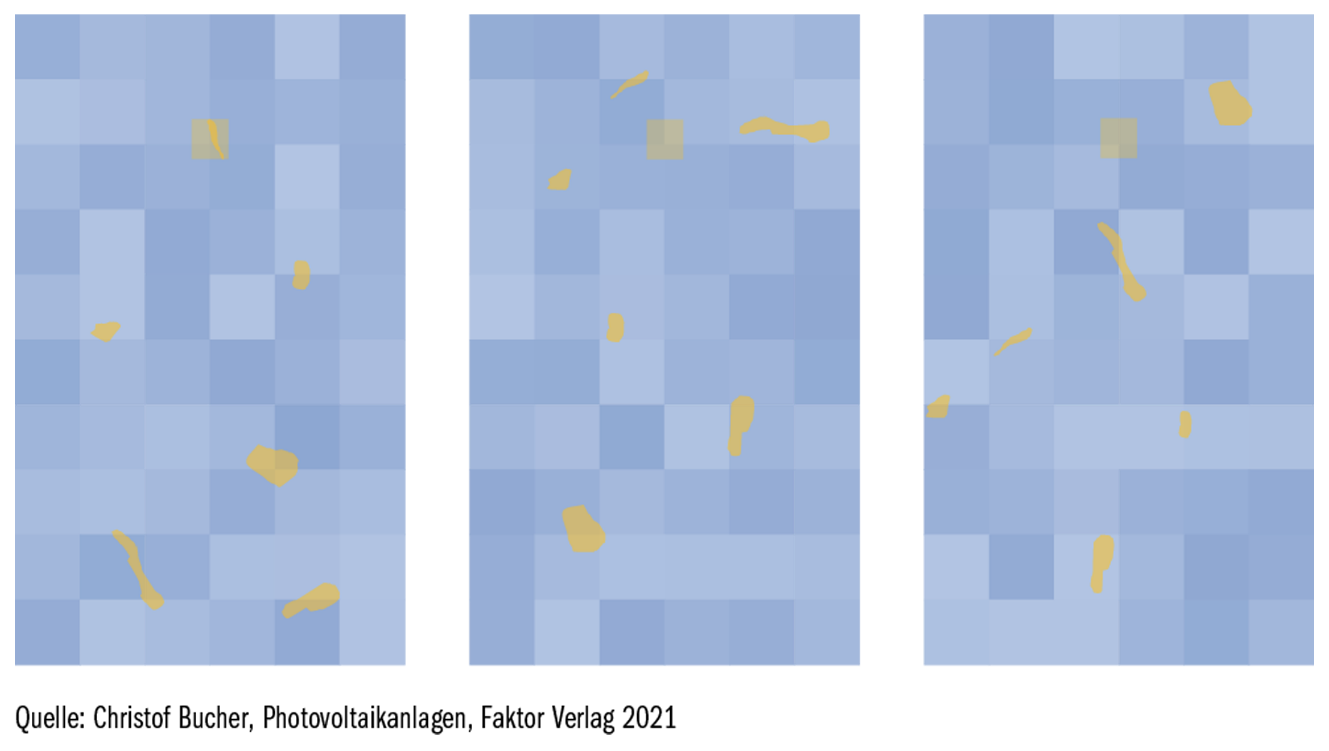 Quelle: Christof Bucher, Photovoltaikanlagen, Faktor Verlag 2021